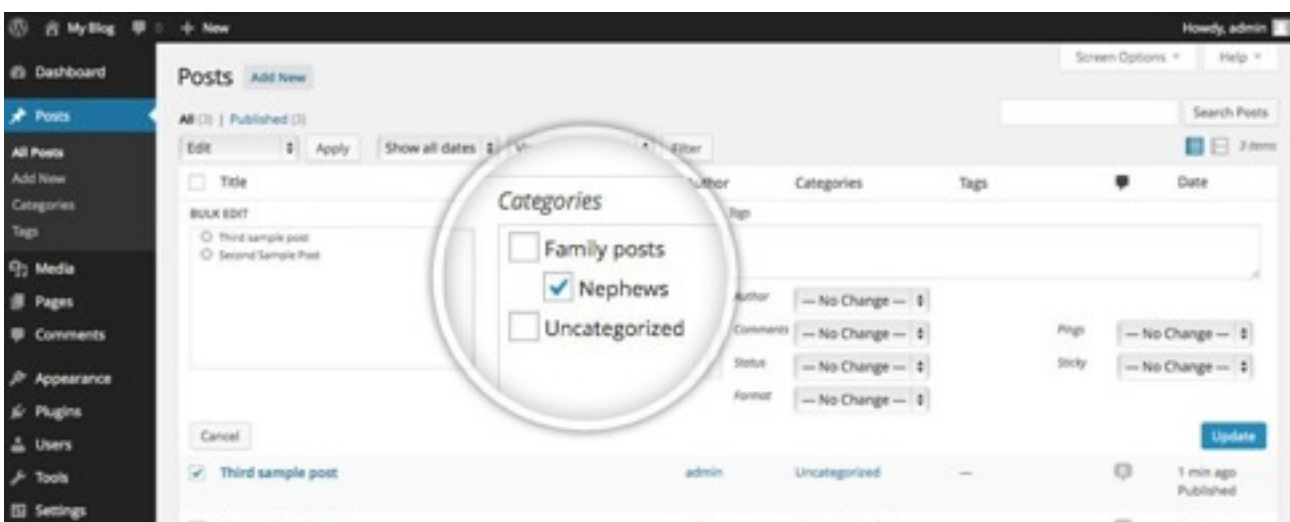 My Blog + New Howdy, admin
Dashboard
Posts
All Posts
Add New
Categories
Tags
Media
Pages
Comments
Appearance
Plugins
Users
Tools
Settings
Screen Options Help
Posts Add New
All (3) | Published (3)
Search Posts
Edit Apply Show all dates Filter
3 items
Title Author Categories Tags Date
BULK EDIT
Third sample post
Second Sample Post
Categories
Family posts
Nephews
Uncategorized
Tags
Author — No Change —
Comments — No Change — Pings — No Change —
Status — No Change — Sticky — No Change —
Format — No Change —
Cancel Update
Third sample post admin Uncategorized — 1 min ago
Published